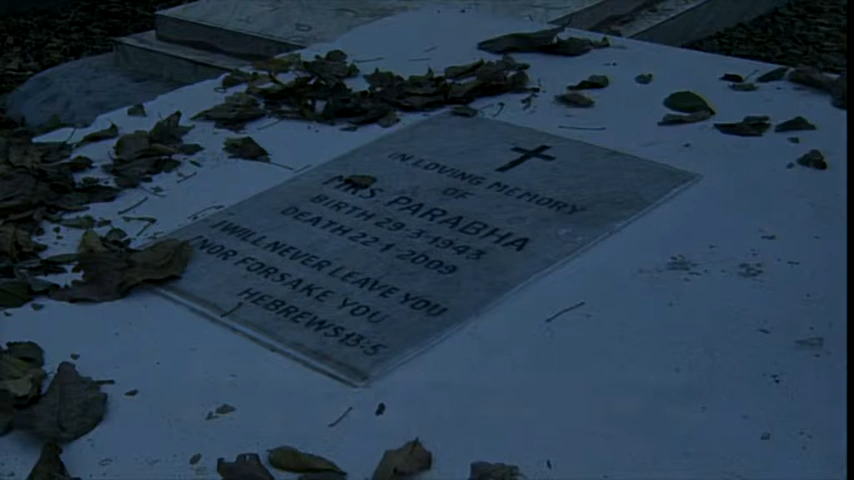 IN LOVING MEMORY
OF
MRS PARABHA
BIRTH 29·3·1943
DEATH 22·1·2009
I WILL NEVER LEAVE YOU
NOR FORSAKE YOU
HEBREWS 13:5